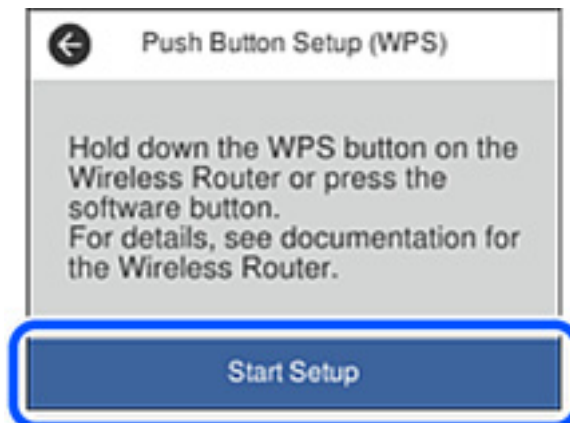 Push Button Setup (WPS)
Hold down the WPS button on the
Wireless Router or press the
software button.
For details, see documentation for
the Wireless Router.
Start Setup